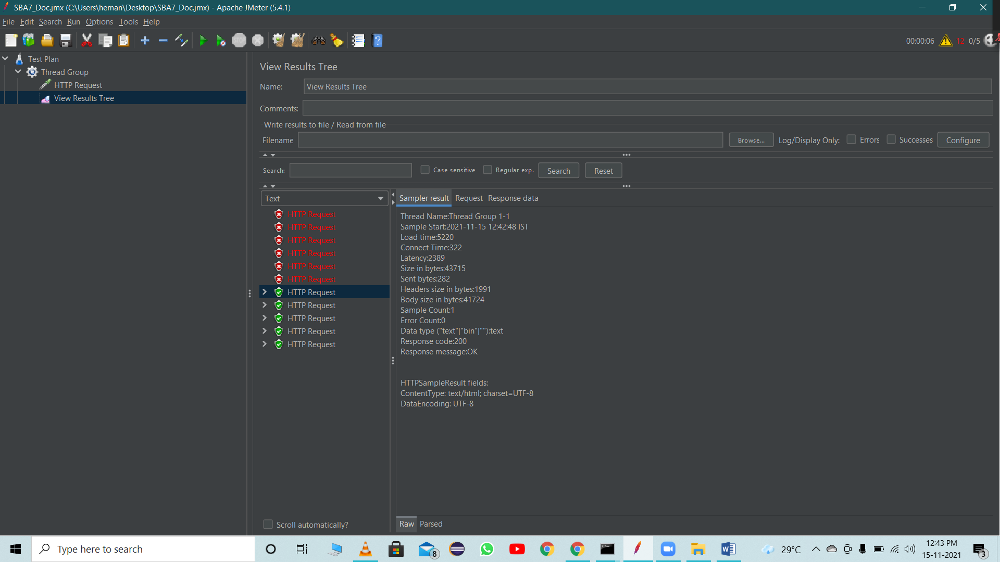 SBA7_Doc.jmx (C:\Users\heman\Desktop\SBA7_Doc.jmx) - Apache JMeter (5.4.1)
File Edit Search Run Options Tools Help
STOP
00:00:06 12 0/5
Test Plan
Thread Group
HTTP Request
View Results Tree
View Results Tree
Name: View Results Tree
Comments:
Write results to file / Read from file
Filename Browse... Log/Display Only: Errors Successes Configure
Search: Case sensitive Regular exp. Search Reset
Text
HTTP Request
HTTP Request
HTTP Request
HTTP Request
HTTP Request
HTTP Request
HTTP Request
HTTP Request
HTTP Request
HTTP Request
HTTP Request
Scroll automatically?
Sampler result Request Response data
Thread Name:Thread Group 1-1
Sample Start:2021-11-15 12:42:48 IST
Load time:5220
Connect Time:322
Latency:2389
Size in bytes:43715
Sent bytes:282
Headers size in bytes:1991
Body size in bytes:41724
Sample Count:1
Error Count:0
Data type ("text"|"bin"|""):text
Response code:200
Response message:OK
HTTPSampleResult fields:
ContentType: text/html; charset=UTF-8
DataEncoding: UTF-8
Raw Parsed
Type here to search
8
29°C
12:43 PM
15-11-2021
3